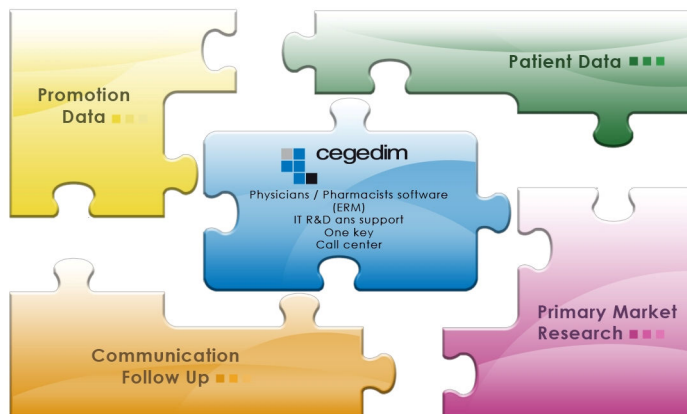 Promotion
Data
Patient Data
cegedim
Physicians / Pharmacists software
(ERM)
IT R&D ans support
One key
Call center
Primary Market
Research
Communication
Follow Up